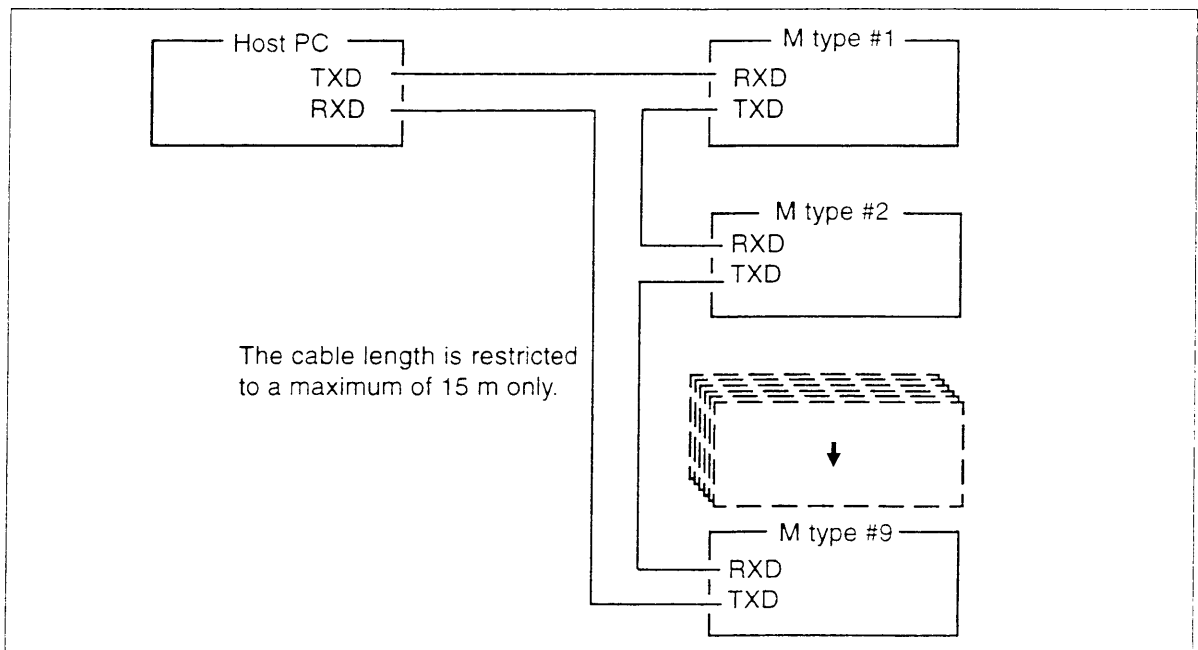 Host PC
TXD
RXD
M type #1
RXD
TXD
M type #2
RXD
TXD
The cable length is restricted
to a maximum of 15 m only.
M type #9
RXD
TXD